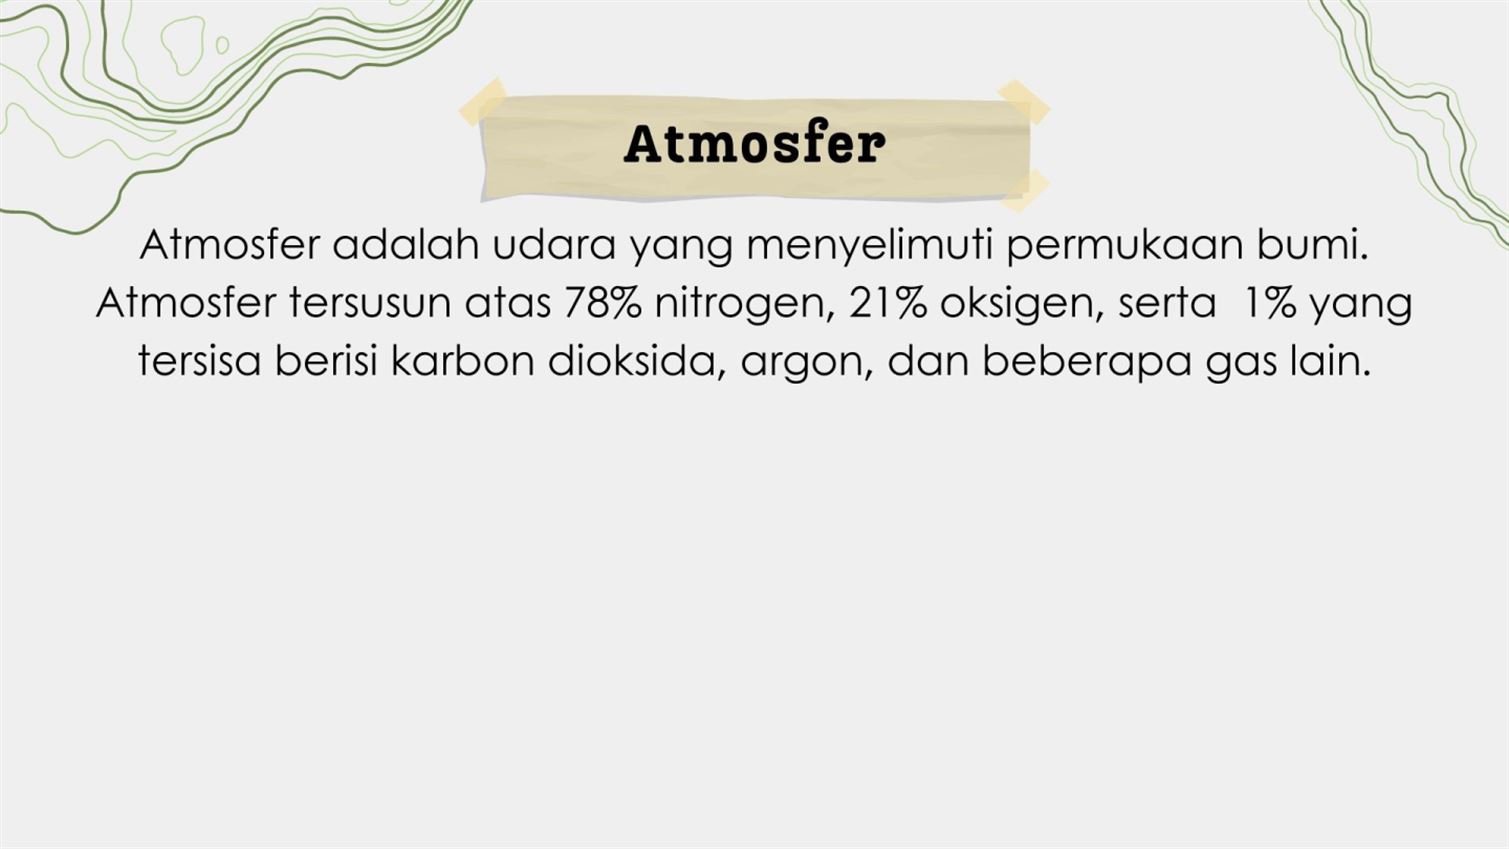 Atmosfer
Atmosfer adalah udara yang menyelimuti permukaan bumi.
Atmosfer tersusun atas 78% nitrogen, 21% oksigen, serta  1% yang
tersisa berisi karbon dioksida, argon, dan beberapa gas lain.